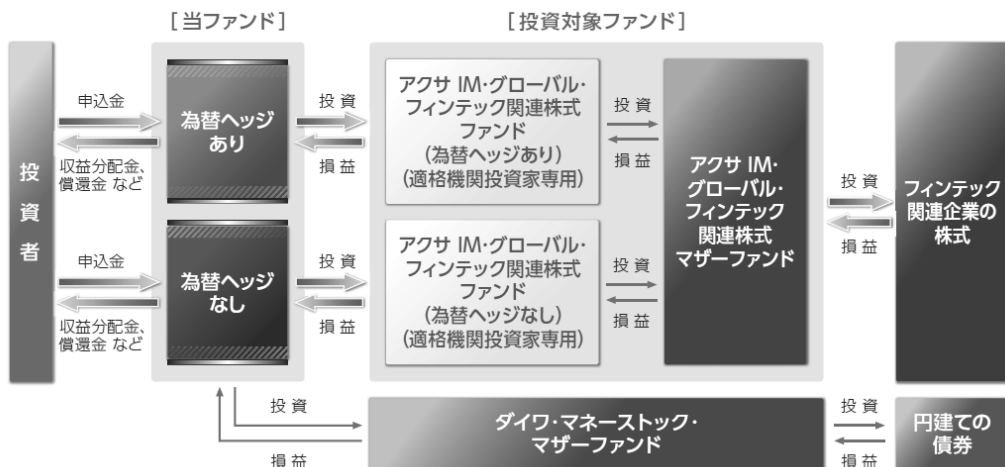 [当ファンド]
[投資対象ファンド]
投資者
申込金
収益分配金、
償還金 など
為替ヘッジ
あり
投 資
損 益
アクサ IM・グローバル・
フィンテック関連株式
ファンド
(為替ヘッジあり)
(適格機関投資家専用)
投 資
損 益
申込金
収益分配金、
償還金 など
為替ヘッジ
なし
投 資
損 益
アクサ IM・グローバル・
フィンテック関連株式
ファンド
(為替ヘッジなし)
(適格機関投資家専用)
投 資
損 益
アクサ IM・
グローバル・
フィンテック
関連株式
マザーファンド
投 資
損 益
フィンテック
関連企業の
株式
投 資
損 益
ダイワ・マネーストック・
マザーファンド
投 資
損 益
円建ての
債券